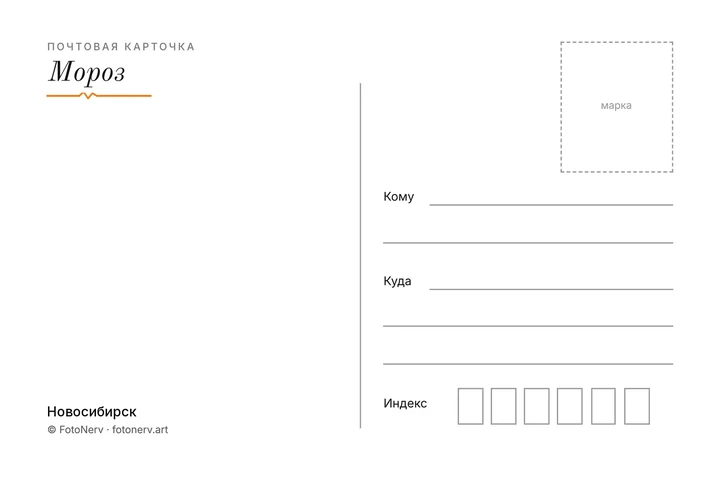 ПОЧТОВАЯ КАРТОЧКА
Мороз
марка
Кому
Куда
Индекс
Новосибирск
© FotoNerv · fotonerv.art